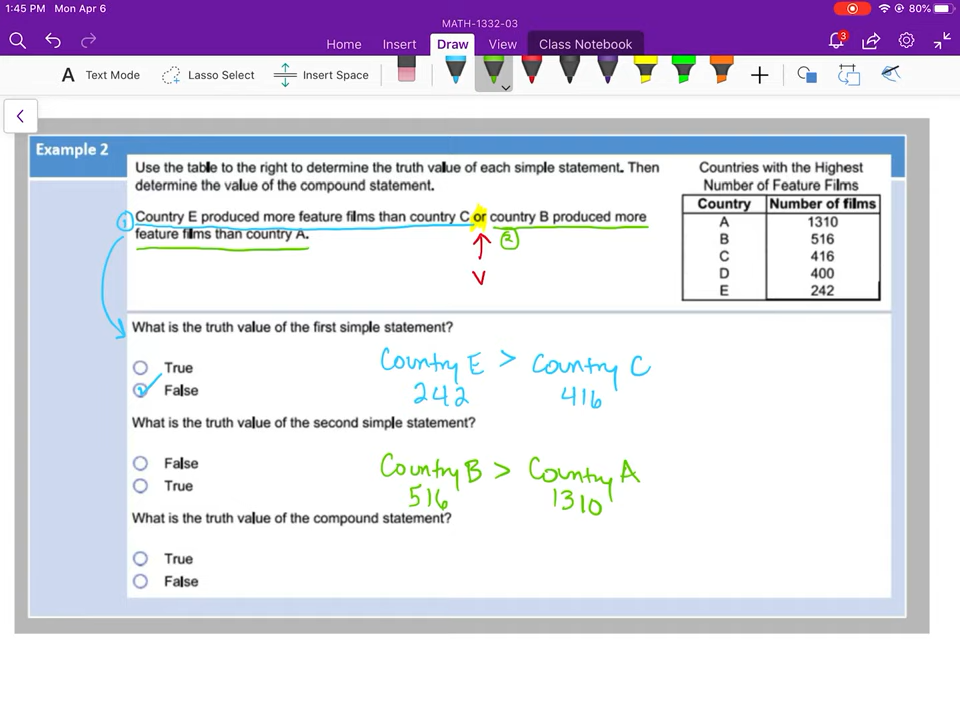 1:45 PM Mon Apr 6
80%
MATH-1332-03
Home Insert Draw View Class Notebook
3
A Text Mode Lasso Select Insert Space
Example 2
Use the table to the right to determine the truth value of each simple statement. Then
determine the value of the compound statement.
1 Country E produced more feature films than country C or country B produced more
feature films than country A.
2
V
Countries with the Highest
Number of Feature Films
Country Number of films
A 1310
B 516
C 416
D 400
E 242
What is the truth value of the first simple statement?
True
False
Country E > Country C
242 416
What is the truth value of the second simple statement?
False
True
Country B > Country A
516 1310
What is the truth value of the compound statement?
True
False